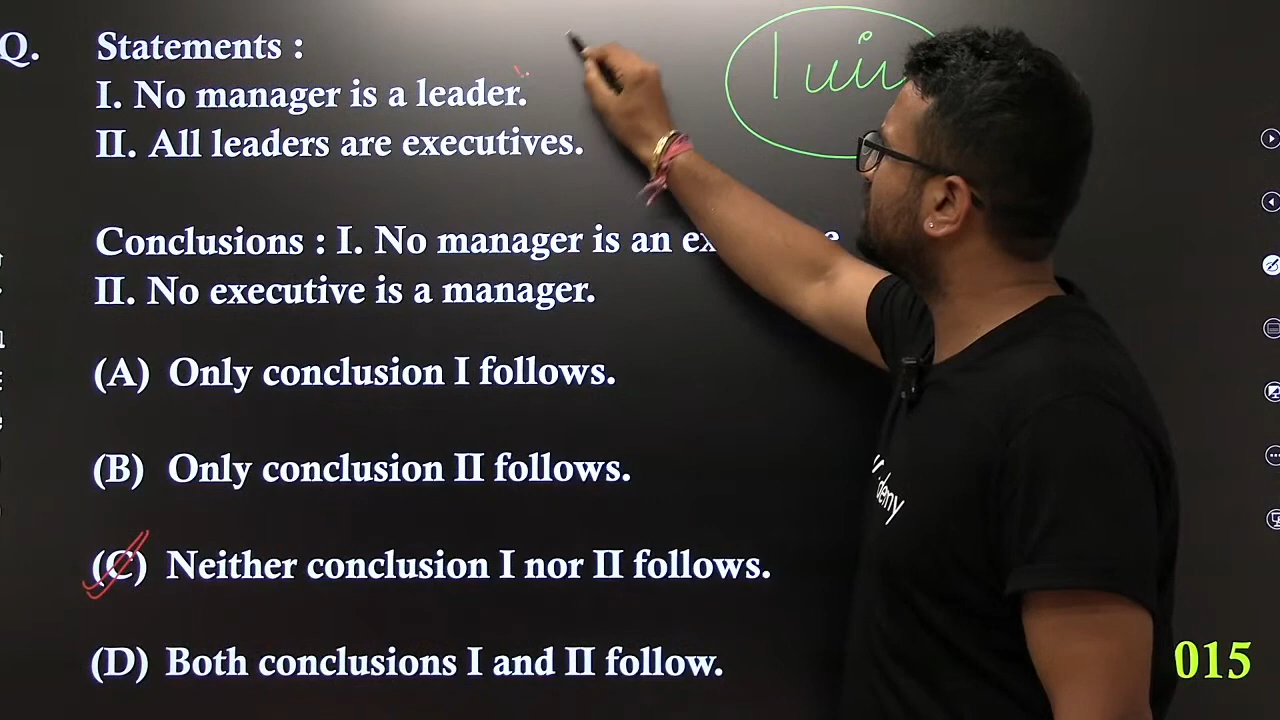 Q. Statements :
I. No manager is a leader.
II. All leaders are executives.
1 min
Conclusions : I. No manager is an
II. No executive is a manager.
(A) Only conclusion I follows.
(B) Only conclusion II follows.
(C) Neither conclusion I nor II follows.
(D) Both conclusions I and II follow.
015